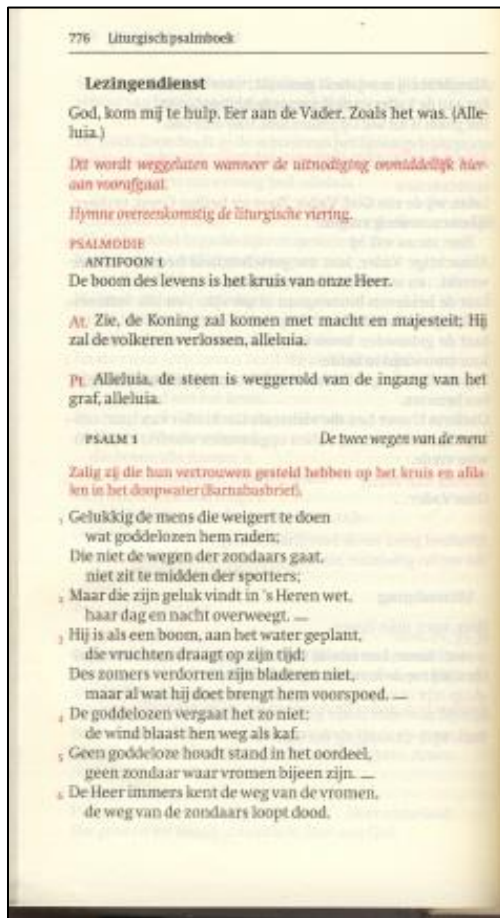 776 Liturgisch psalmboek
Lezingendienst
God, kom mij te hulp. Eer aan de Vader. Zoals het was. (Alle-
luia.)
Dit wordt weggelaten wanneer de uitnodiging onmiddellijk hier-
aan voorafgaat.
Hymne overeenkomstig de liturgische viering.
PSALMODIE
ANTIFOON 1
De boom des levens is het kruis van onze Heer.
At. Zie, de Koning zal komen met macht en majesteit; Hij
zal de volkeren verlossen, alleluia.
Pt. Alleluia, de steen is weggerold van de ingang van het
graf, alleluia.
PSALM 1 De twee wegen van de mens
Zalig zij die hun vertrouwen gesteld hebben op het kruis en afda-
len in het doopwater (Barnabasbrief).
1 Gelukkig de mens die weigert te doen
wat goddelozen hem raden;
Die niet de wegen der zondaars gaat,
niet zit te midden der spotters;
2 Maar die zijn geluk vindt in 's Heren wet,
haar dag en nacht overweegt. —
3 Hij is als een boom, aan het water geplant,
die vruchten draagt op zijn tijd;
Des zomers verdorren zijn bladeren niet,
maar al wat hij doet brengt hem voorspoed. —
4 De goddelozen vergaat het zo niet:
de wind blaast hen weg als kaf.
5 Geen goddeloze houdt stand in het oordeel,
geen zondaar waar vromen bijeen zijn. —
6 De Heer immers kent de weg van de vromen,
de weg van de zondaars loopt dood.